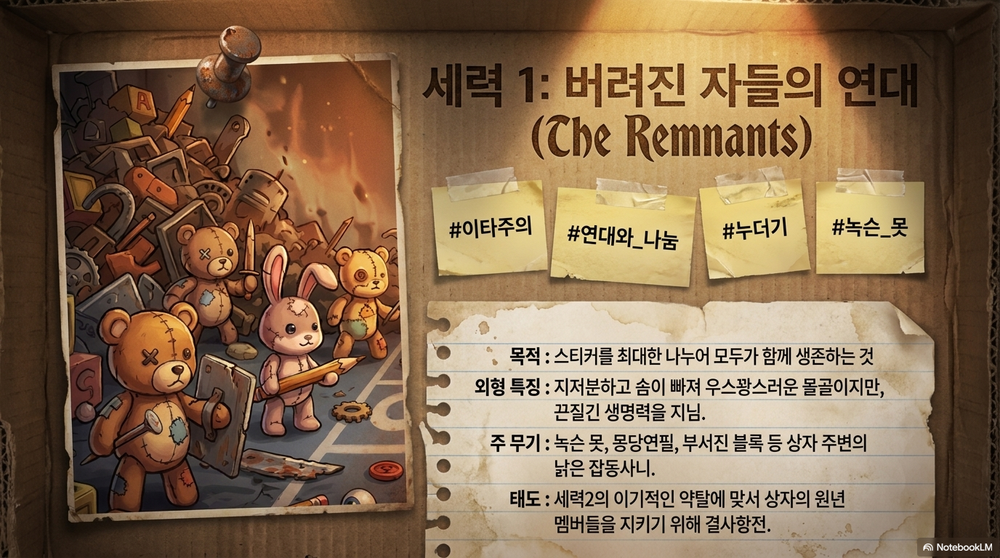 세력 1: 버려진 자들의 연대
(The Remnants)
#이타주의
#연대와_나눔
#누더기
#녹슨_못
목적 : 스티커를 최대한 나누어 모두가 함께 생존하는 것
외형 특징 : 지저분하고 솜이 빠져 우스꽝스러운 몰골이지만,
끈질긴 생명력을 지님.
주 무기 : 녹슨 못, 몽당연필, 부서진 블록 등 상자 주변의
낡은 잡동사니.
태도 : 세력2의 이기적인 약탈에 맞서 상자의 원년
멤버들을 지키기 위해 결사항전.
A
NotebookLM